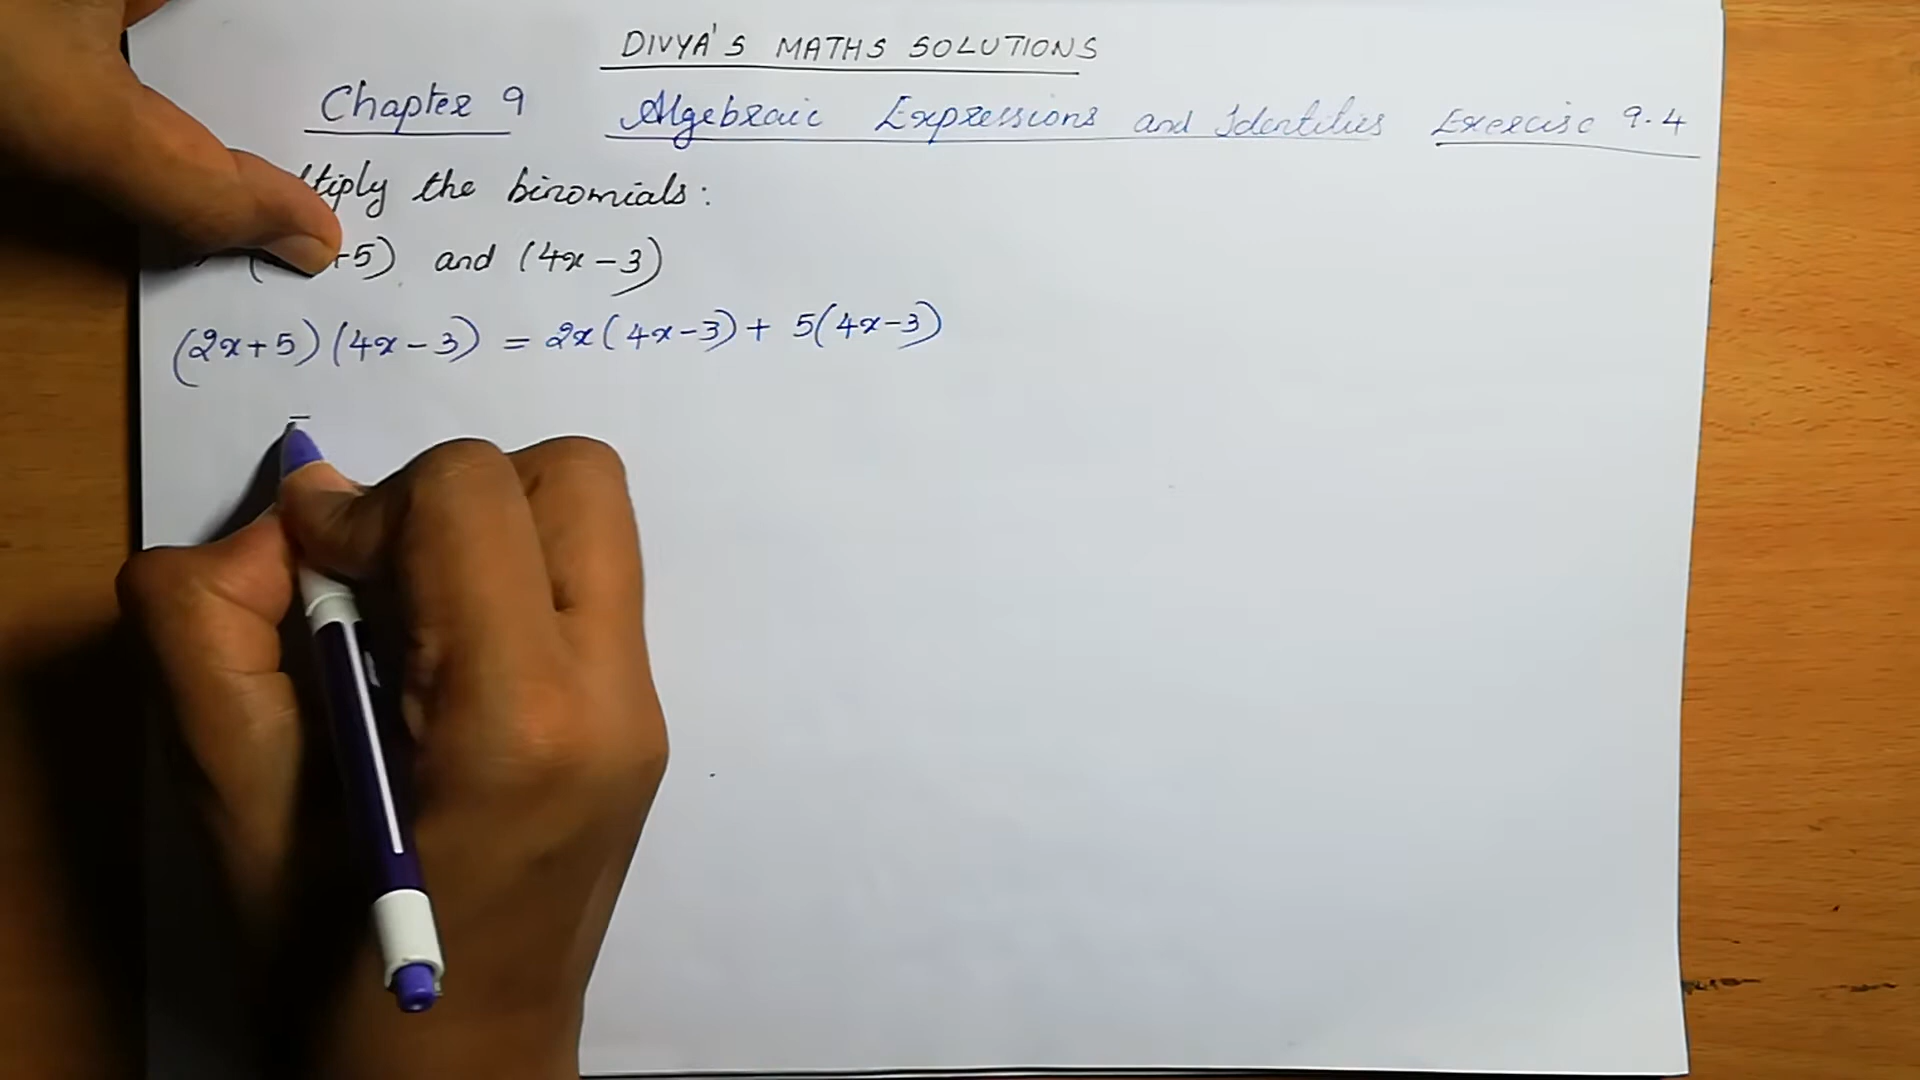 DIVYA'S MATHS SOLUTIONS
Chapter 9 Algebraic Expressions and Identities Exercise 9.4
the binomials:
+5) and (4x-3)
(2x+5)(4x-3) = 2x(4x-3)+ 5(4x-3)